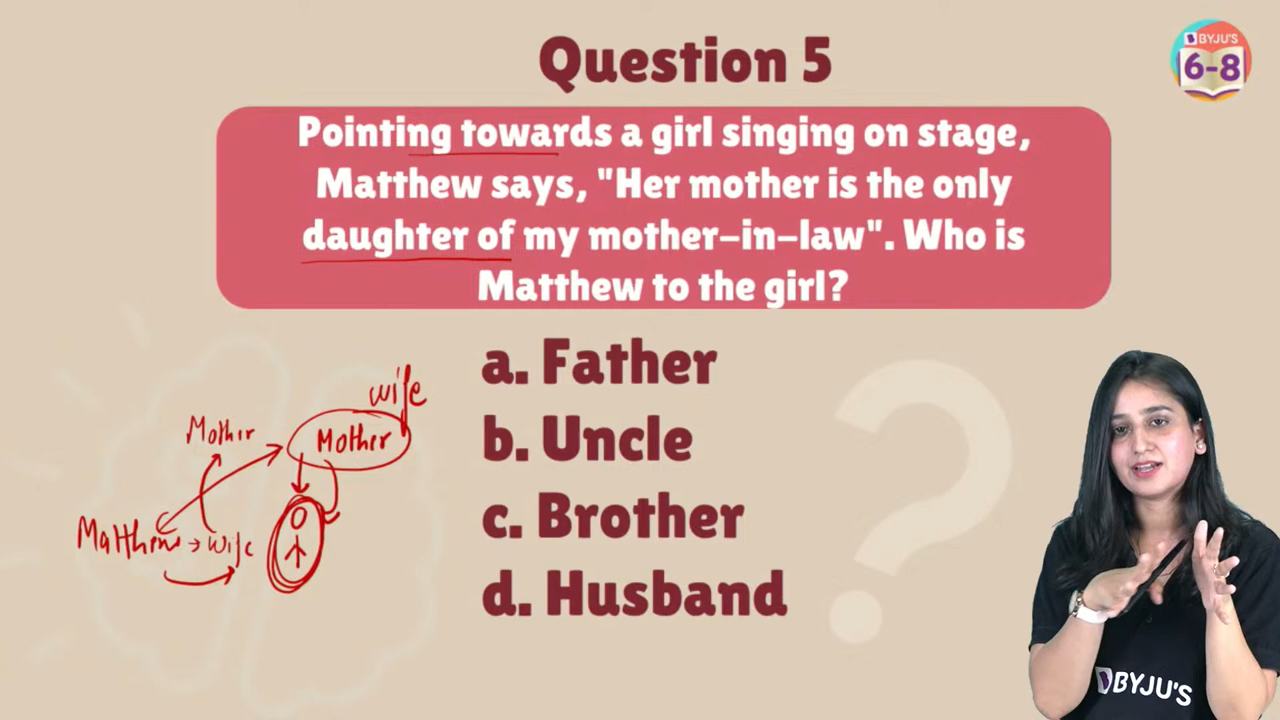 Question 5
BYJU'S
6-8
Pointing towards a girl singing on stage,
Matthew says, "Her mother is the only
daughter of my mother-in-law". Who is
Matthew to the girl?
a. Father
b. Uncle
c. Brother
d. Husband
wife
Mother
Mother
Matthew → wife
BYJU'S